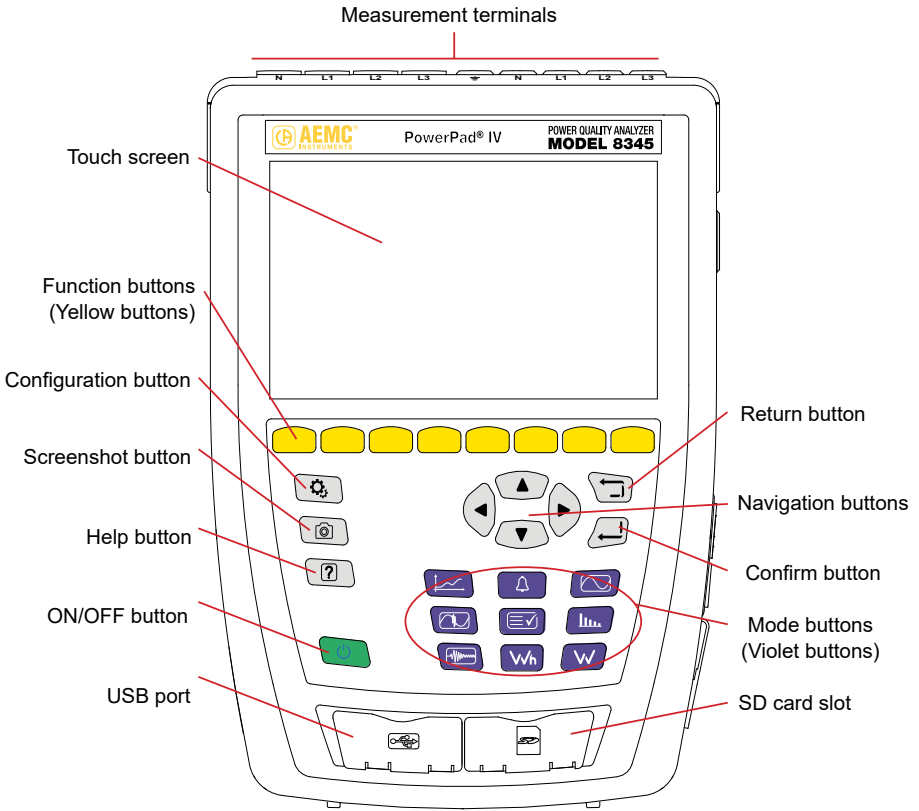 Measurement terminals
N L1 L2 L3 N L1 L2 L3
AEMC®
INSTRUMENTS
PowerPad® IV
POWER QUALITY ANALYZER
MODEL 8345
Touch screen
Function buttons
(Yellow buttons)
Configuration button
Return button
Screenshot button
Navigation buttons
Help button
?
Confirm button
ON/OFF button
Mode buttons
(Violet buttons)
Wh
W
USB port
SD card slot
SD